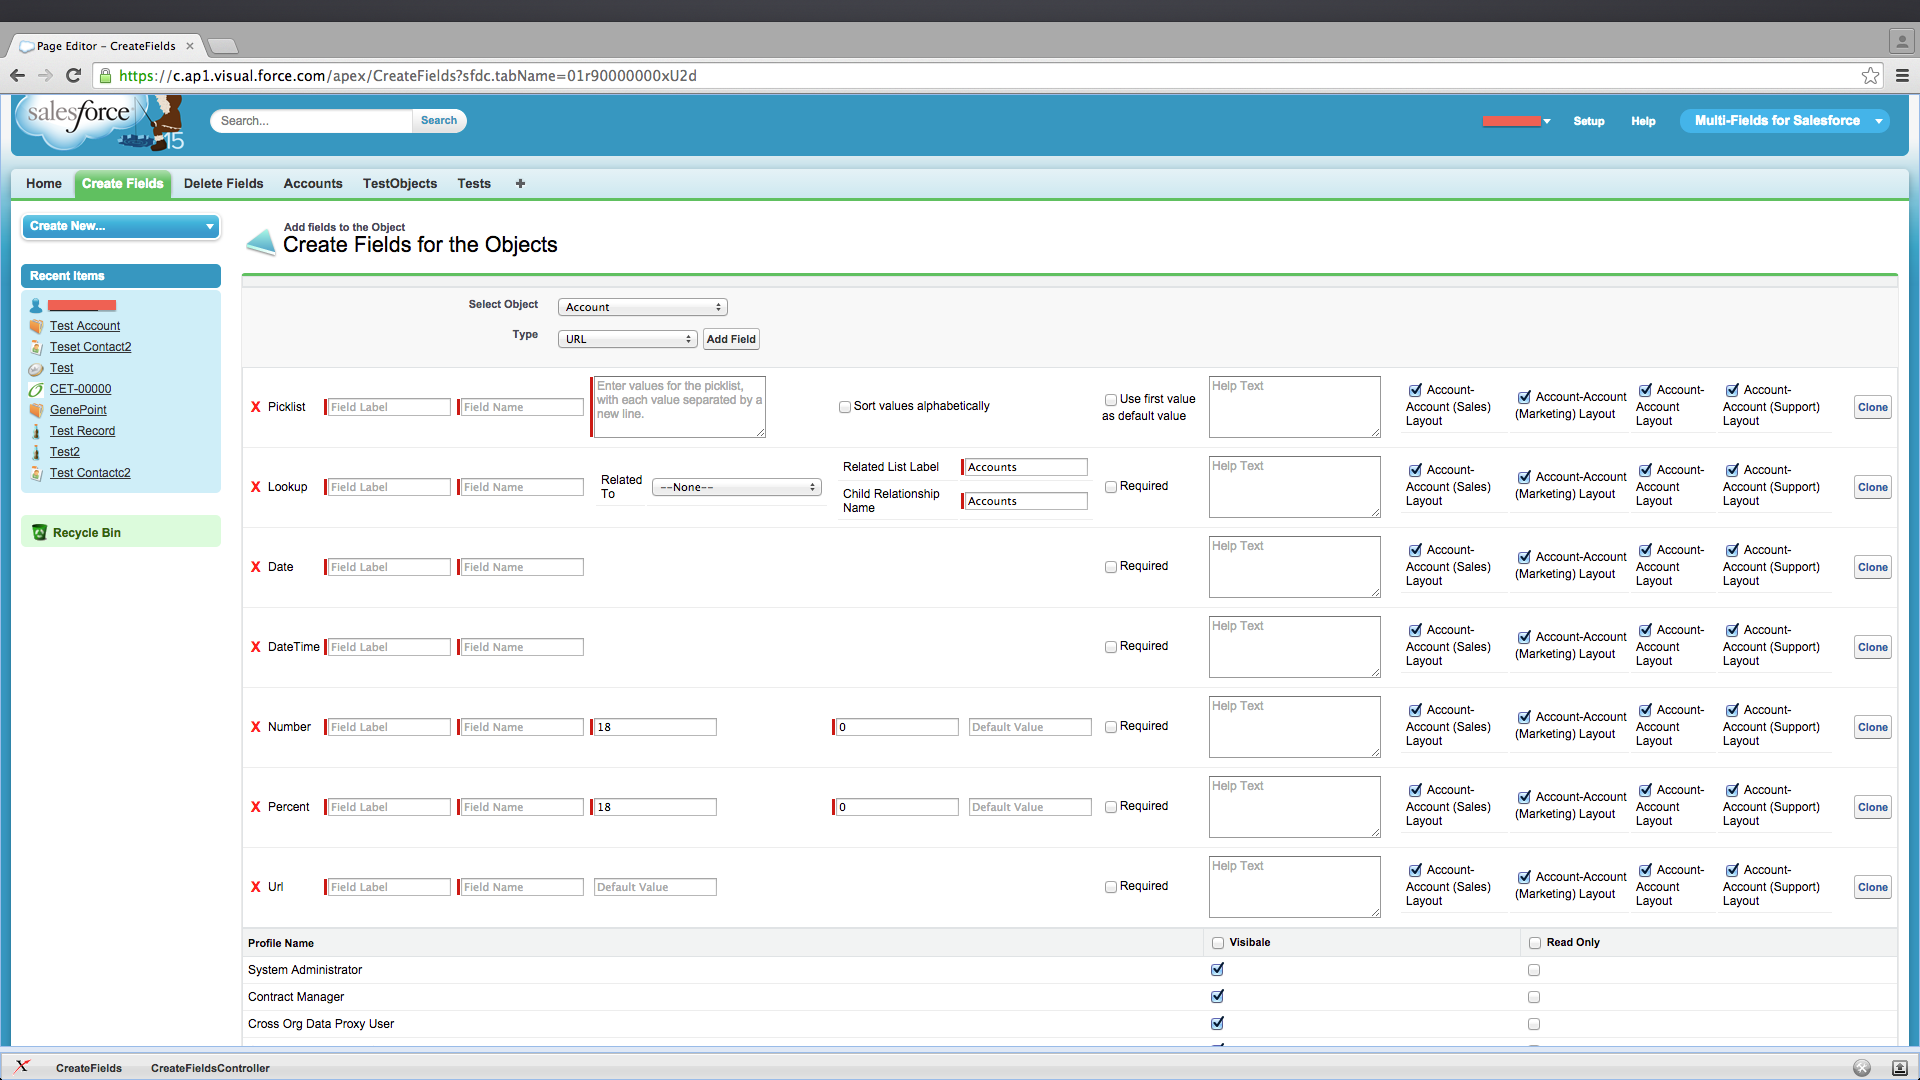 Page Editor – CreateFields
https://c.ap1.visual.force.com/apex/CreateFields?sfdc.tabName=01r90000000xU2d
salesforce
15
Search...
Search
Setup
Help
Multi-Fields for Salesforce
Home
Create Fields
Delete Fields
Accounts
TestObjects
Tests
+
Create New...
Recent Items
Test Account
Teset Contact2
Test
CET-00000
GenePoint
Test Record
Test2
Test Contactc2
Recycle Bin
Add fields to the Object
Create Fields for the Objects
Select Object
Account
Type
URL
Add Field
X Picklist
Field Label
Field Name
Enter values for the picklist,
with each value separated by a
new line.
Sort values alphabetically
Use first value
as default value
Help Text
Account-
Account (Sales)
Layout
Account-Account
(Marketing) Layout
Account-
Account
Layout
Account-
Account (Support)
Layout
Clone
X Lookup
Field Label
Field Name
Related
To
--None--
Related List Label
Accounts
Child Relationship
Name
Accounts
Required
Help Text
Account-
Account (Sales)
Layout
Account-Account
(Marketing) Layout
Account-
Account
Layout
Account-
Account (Support)
Layout
Clone
X Date
Field Label
Field Name
Required
Help Text
Account-
Account (Sales)
Layout
Account-Account
(Marketing) Layout
Account-
Account
Layout
Account-
Account (Support)
Layout
Clone
X DateTime
Field Label
Field Name
Required
Help Text
Account-
Account (Sales)
Layout
Account-Account
(Marketing) Layout
Account-
Account
Layout
Account-
Account (Support)
Layout
Clone
X Number
Field Label
Field Name
18
0
Default Value
Required
Help Text
Account-
Account (Sales)
Layout
Account-Account
(Marketing) Layout
Account-
Account
Layout
Account-
Account (Support)
Layout
Clone
X Percent
Field Label
Field Name
18
0
Default Value
Required
Help Text
Account-
Account (Sales)
Layout
Account-Account
(Marketing) Layout
Account-
Account
Layout
Account-
Account (Support)
Layout
Clone
X Url
Field Label
Field Name
Default Value
Required
Help Text
Account-
Account (Sales)
Layout
Account-Account
(Marketing) Layout
Account-
Account
Layout
Account-
Account (Support)
Layout
Clone
Profile Name
Visibale
Read Only
System Administrator
Contract Manager
Cross Org Data Proxy User
CreateFields
CreateFieldsController